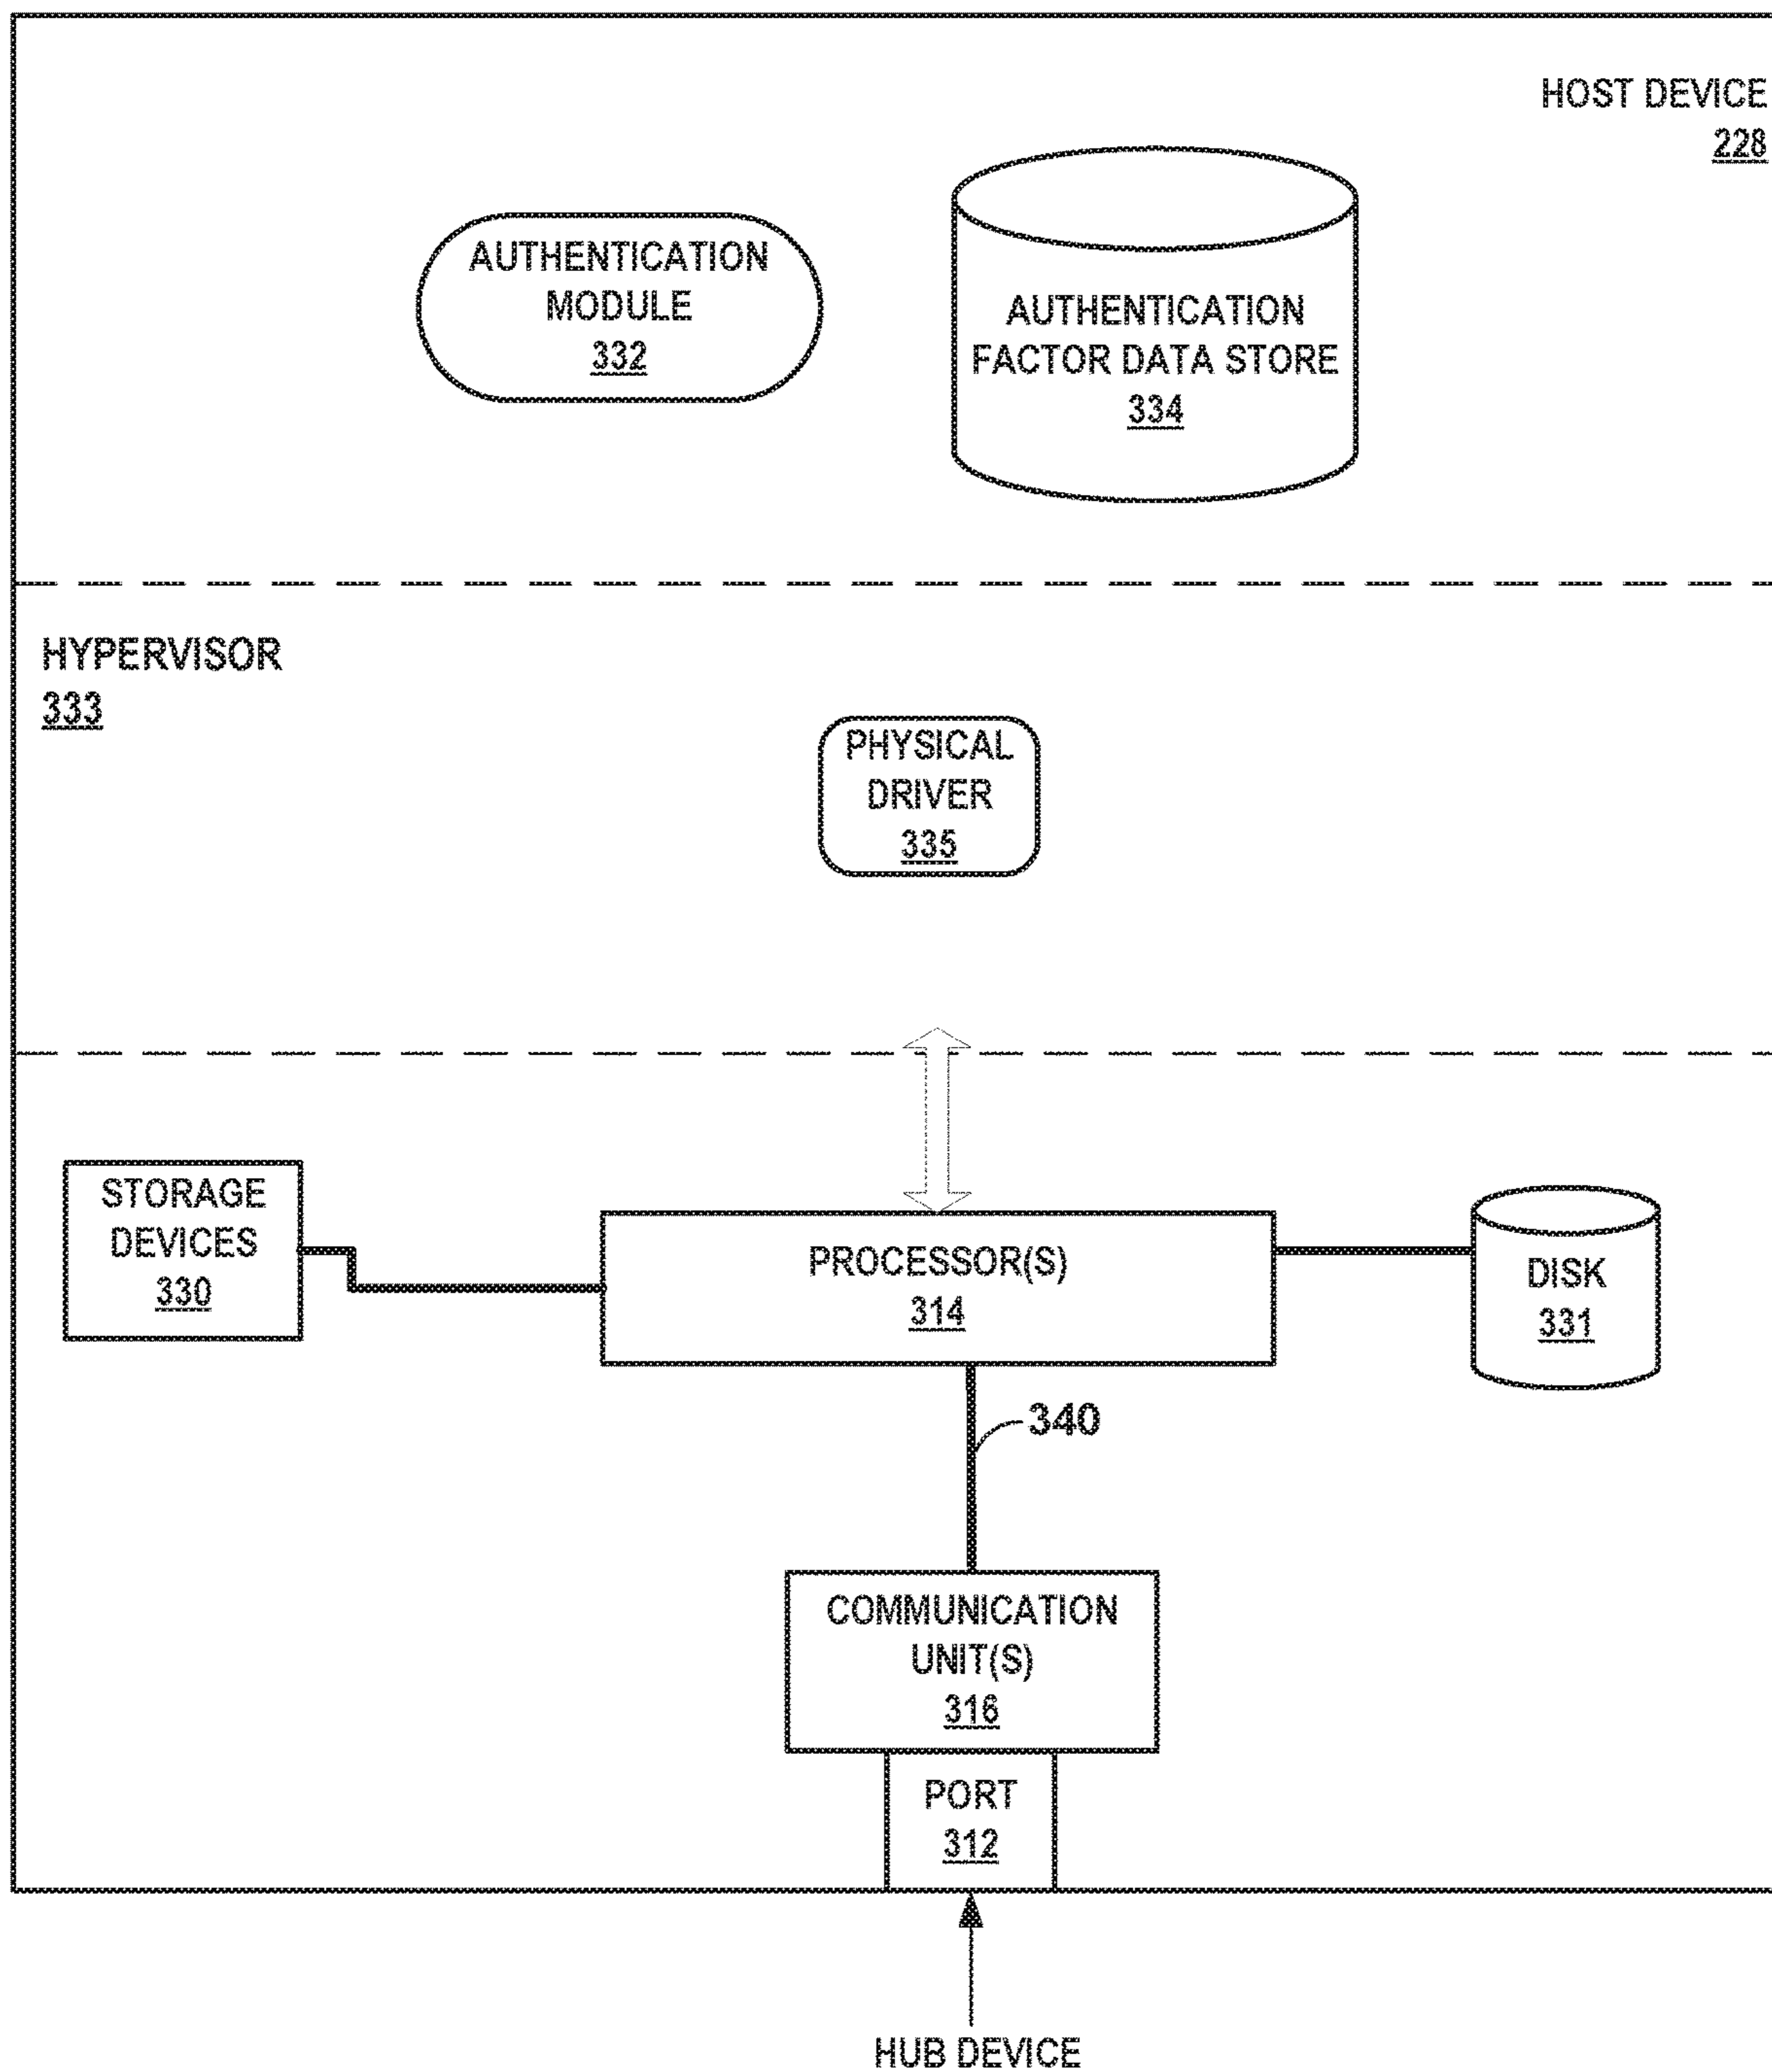 HOST DEVICE
228
AUTHENTICATION
MODULE
332
AUTHENTICATION
FACTOR DATA STORE
334
HYPERVISOR
333
PHYSICAL
DRIVER
335
STORAGE
DEVICES
330
PROCESSOR(S)
314
DISK
331
340
COMMUNICATION
UNIT(S)
316
PORT
312
HUB DEVICE